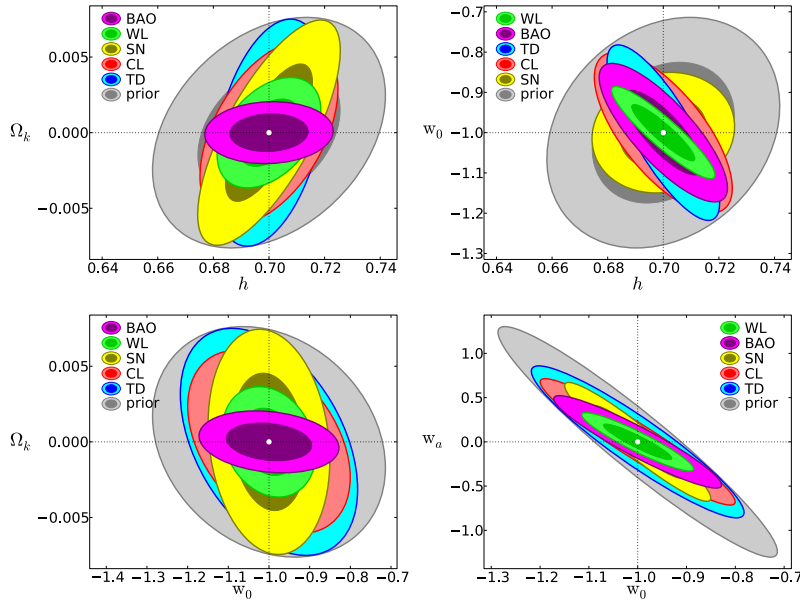 BAO
WL
SN
CL
TD
prior
0.005
0.000
−0.005
Ω_k
0.64 0.66 0.68 0.70 0.72 0.74
h
WL
BAO
TD
CL
SN
prior
−0.7
−0.8
−0.9
−1.0
−1.1
−1.2
−1.3
w_0
0.64 0.66 0.68 0.70 0.72 0.74
h
BAO
WL
SN
CL
TD
prior
0.005
0.000
−0.005
Ω_k
−1.4 −1.3 −1.2 −1.1 −1.0 −0.9 −0.8 −0.7
w_0
WL
BAO
SN
CL
TD
prior
1.0
0.5
0.0
−0.5
−1.0
w_a
−1.3 −1.2 −1.1 −1.0 −0.9 −0.8 −0.7
w_0